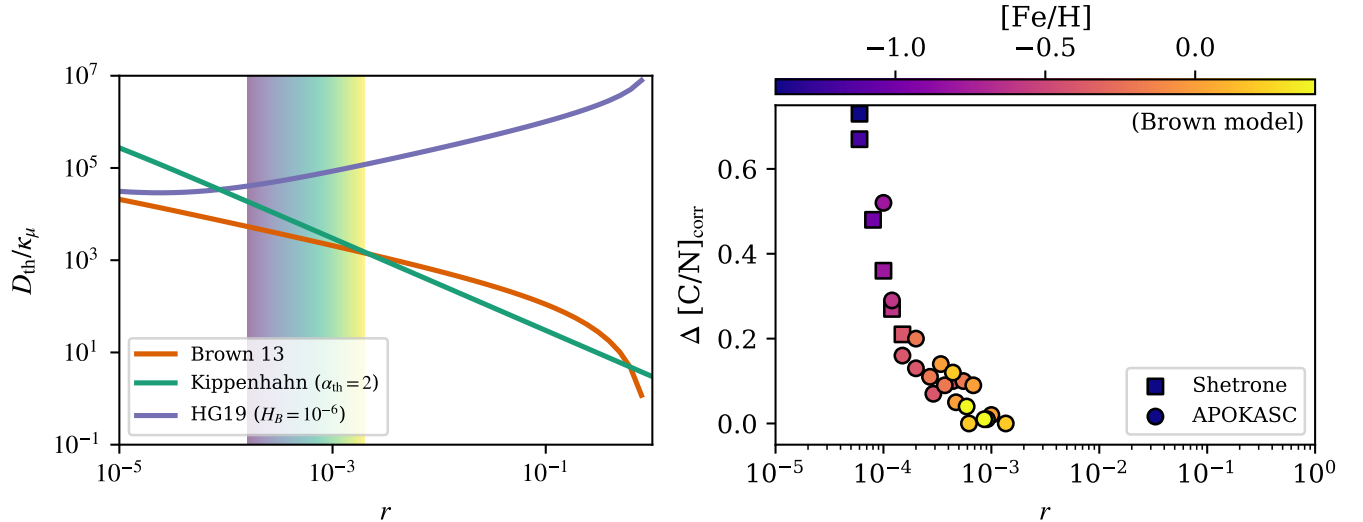 10^7
10^5
10^3
10^1
10^−1
D_th/κ_μ
10^−5
10^−3
10^−1
r
Brown 13
Kippenhahn (α_th = 2)
HG19 (H_B = 10^−6)
[Fe/H]
−1.0
−0.5
0.0
(Brown model)
0.6
0.4
0.2
0.0
Δ [C/N]_corr
Shetrone
APOKASC
10^−5
10^−4
10^−3
10^−2
10^−1
10^0
r